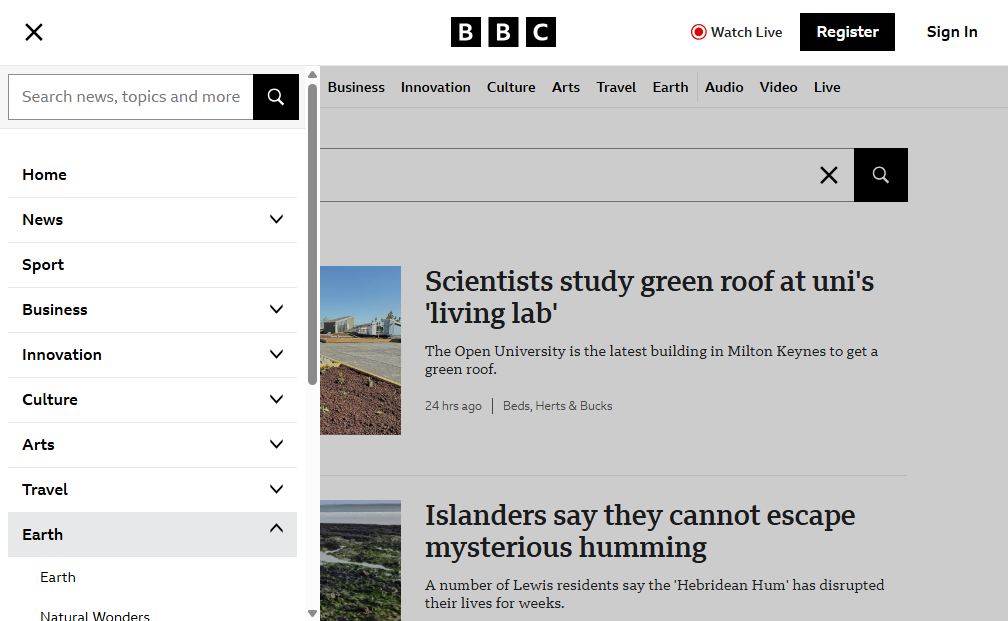 BBC
Watch Live
Register
Sign In
Search news, topics and more
Business
Innovation
Culture
Arts
Travel
Earth
Audio
Video
Live
Home
News
Sport
Business
Innovation
Culture
Arts
Travel
Earth
Earth
Natural Wonders
Scientists study green roof at uni's
'living lab'
The Open University is the latest building in Milton Keynes to get a
green roof.
24 hrs ago
Beds, Herts & Bucks
Islanders say they cannot escape
mysterious humming
A number of Lewis residents say the 'Hebridean Hum' has disrupted
their lives for weeks.